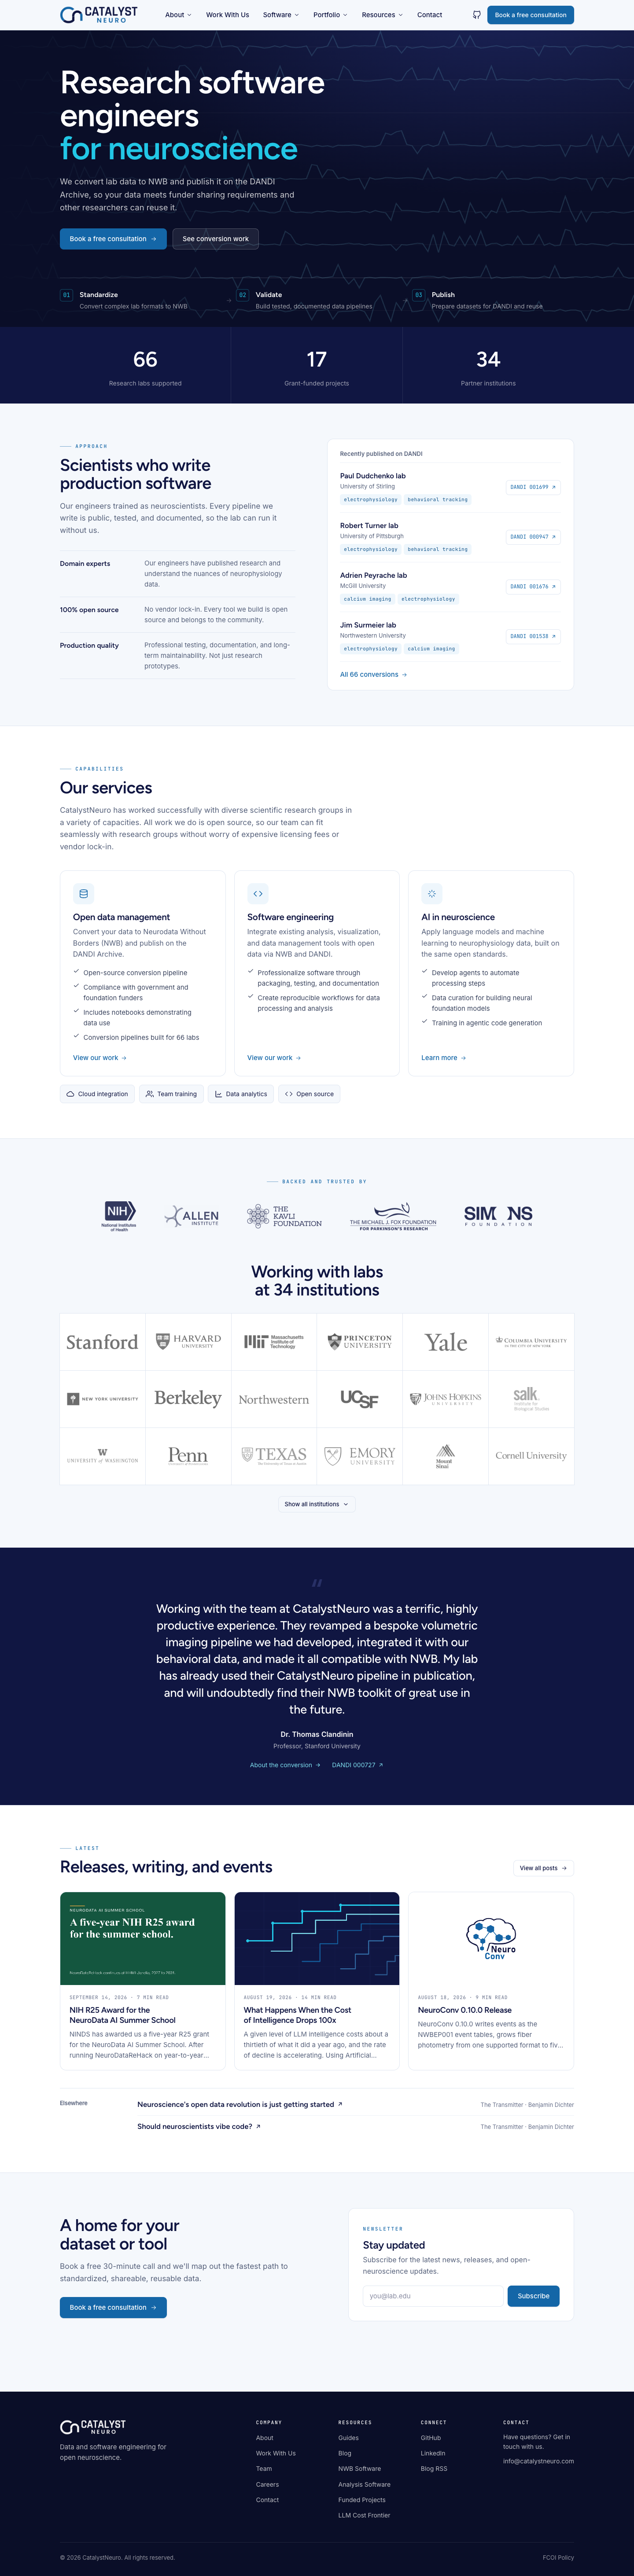 CATALYST
NEURO
About
Work With Us
Software
Portfolio
Resources
Contact
Book a free consultation
Research software
engineers
for neuroscience
We convert lab data to NWB and publish it on the DANDI
Archive, so your data meets funder sharing requirements and
other researchers can reuse it.
Book a free consultation →
See conversion work
01
Standardize
Convert complex lab formats to NWB
→
02
Validate
Build tested, documented data pipelines
→
03
Publish
Prepare datasets for DANDI and reuse
66
Research labs supported
17
Grant-funded projects
34
Partner institutions
APPROACH
Scientists who write
production software
Our engineers trained as neuroscientists. Every pipeline we
write is public, tested, and documented, so the lab can run it
without us.
Domain experts
Our engineers have published research and
understand the nuances of neurophysiology
data.
100% open source
No vendor lock-in. Every tool we build is open
source and belongs to the community.
Production quality
Professional testing, documentation, and long-
term maintainability. Not just research
prototypes.
Recently published on DANDI
Paul Dudchenko lab
University of Stirling
electrophysiology
behavioral tracking
DANDI 001699 ↗
Robert Turner lab
University of Pittsburgh
electrophysiology
behavioral tracking
DANDI 000947 ↗
Adrien Peyrache lab
McGill University
calcium imaging
electrophysiology
DANDI 001676 ↗
Jim Surmeier lab
Northwestern University
electrophysiology
calcium imaging
DANDI 001538 ↗
All 66 conversions →
CAPABILITIES
Our services
CatalystNeuro has worked successfully with diverse scientific research groups in
a variety of capacities. All work we do is open source, so our team can fit
seamlessly with research groups without worry of expensive licensing fees or
vendor lock-in.
Open data management
Convert your data to Neurodata Without
Borders (NWB) and publish on the
DANDI Archive.
Open-source conversion pipeline
Compliance with government and
foundation funders
Includes notebooks demonstrating
data use
Conversion pipelines built for 66 labs
View our work →
Software engineering
Integrate existing analysis, visualization,
and data management tools with open
data via NWB and DANDI.
Professionalize software through
packaging, testing, and documentation
Create reproducible workflows for data
processing and analysis
View our work →
AI in neuroscience
Apply language models and machine
learning to neurophysiology data, built on
the same open standards.
Develop agents to automate
processing steps
Data curation for building neural
foundation models
Training in agentic code generation
Learn more →
Cloud integration
Team training
Data analytics
Open source
BACKED AND TRUSTED BY
NIH
National Institutes
of Health
ALLEN
INSTITUTE
THE
KAVLI
FOUNDATION
THE MICHAEL J. FOX FOUNDATION
FOR PARKINSON'S RESEARCH
SIMONS
FOUNDATION
Working with labs
at 34 institutions
Stanford
HARVARD
UNIVERSITY
Massachusetts
Institute of
Technology
PRINCETON
UNIVERSITY
Yale
COLUMBIA UNIVERSITY
IN THE CITY OF NEW YORK
NEW YORK UNIVERSITY
Berkeley
Northwestern
UCSF
JOHNS HOPKINS
UNIVERSITY
salk
Institute for
Biological Studies
W
UNIVERSITY of WASHINGTON
Penn
TEXAS
EMORY
UNIVERSITY
Mount
Sinai
Cornell University
Show all institutions
“
Working with the team at CatalystNeuro was a terrific, highly
productive experience. They revamped a bespoke volumetric
imaging pipeline we had developed, integrated it with our
behavioral data, and made it all compatible with NWB. My lab
has already used their CatalystNeuro pipeline in publication,
and will undoubtedly find their NWB toolkit of great use in
the future.
Dr. Thomas Clandinin
Professor, Stanford University
About the conversion →
DANDI 000727 ↗
LATEST
Releases, writing, and events
View all posts →
NEURODATA AI SUMMER SCHOOL
A five-year NIH R25 award
for the summer school.
SEPTEMBER 14, 2026 · 7 MIN READ
NIH R25 Award for the
NeuroData AI Summer School
NINDS has awarded us a five-year R25 grant
for the NeuroData AI Summer School. After
running NeuroDataReHack on year-to-year…
AUGUST 19, 2026 · 14 MIN READ
What Happens When the Cost
of Intelligence Drops 100x
A given level of LLM intelligence costs about a
thirtieth of what it did a year ago, and the rate
of decline is accelerating. Using Artificial…
Neuro
Conv
AUGUST 18, 2026 · 9 MIN READ
NeuroConv 0.10.0 Release
NeuroConv 0.10.0 writes events as the
NWBEP001 event tables, grows fiber
photometry from one supported format to fiv…
Elsewhere
Neuroscience's open data revolution is just getting started ↗
The Transmitter · Benjamin Dichter
Should neuroscientists vibe code? ↗
The Transmitter · Benjamin Dichter
A home for your
dataset or tool
Book a free 30-minute call and we'll map out the fastest path to
standardized, shareable, reusable data.
Book a free consultation →
NEWSLETTER
Stay updated
Subscribe for the latest news, releases, and open-
neuroscience updates.
you@lab.edu
Subscribe
CATALYST
NEURO
Data and software engineering for
open neuroscience.
COMPANY
About
Work With Us
Team
Careers
Contact
RESOURCES
Guides
Blog
NWB Software
Analysis Software
Funded Projects
LLM Cost Frontier
CONNECT
GitHub
LinkedIn
Blog RSS
CONTACT
Have questions? Get in
touch with us.
info@catalystneuro.com
© 2026 CatalystNeuro. All rights reserved.
FCOI Policy